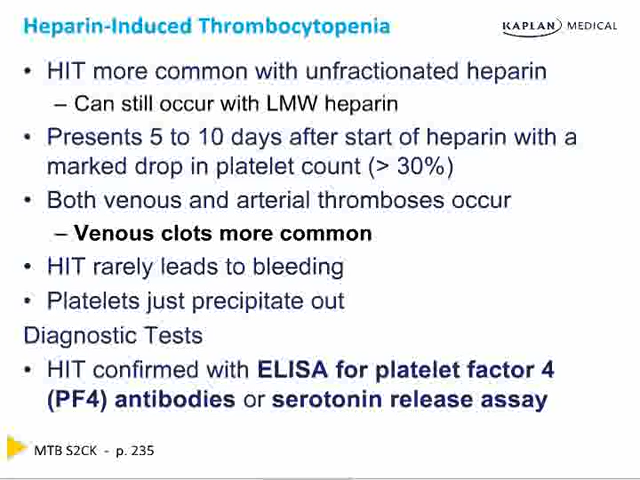 Heparin-Induced Thrombocytopenia
KAPLAN MEDICAL
• HIT more common with unfractionated heparin
– Can still occur with LMW heparin
• Presents 5 to 10 days after start of heparin with a
marked drop in platelet count (> 30%)
• Both venous and arterial thromboses occur
– Venous clots more common
• HIT rarely leads to bleeding
• Platelets just precipitate out
Diagnostic Tests
• HIT confirmed with ELISA for platelet factor 4
(PF4) antibodies or serotonin release assay
MTB S2CK - p. 235